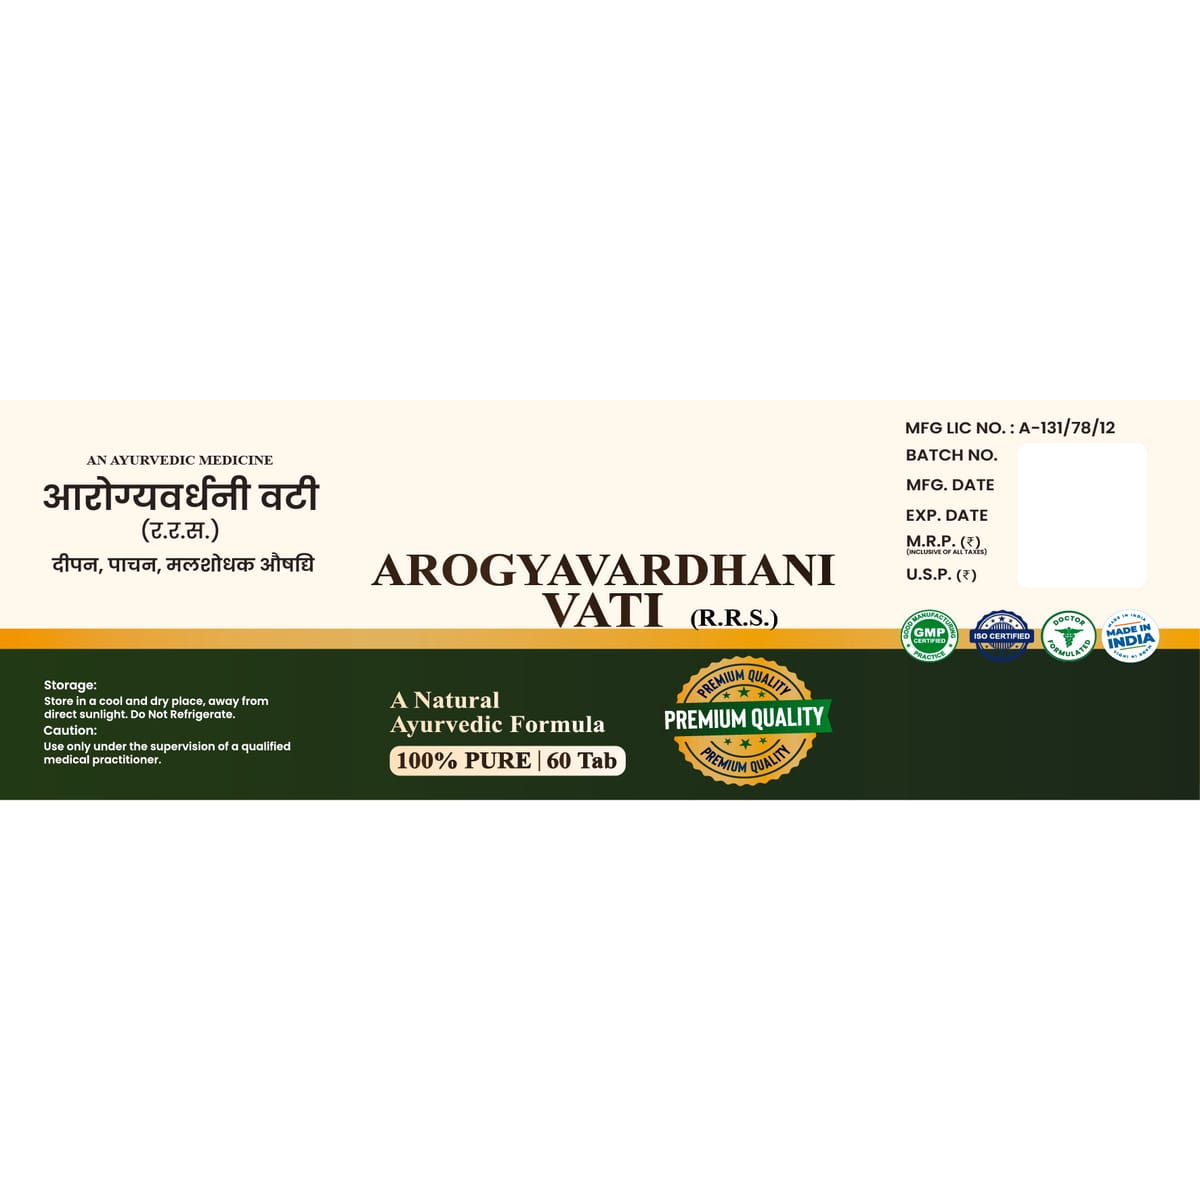 AN AYURVEDIC MEDICINE
आरोग्यवर्धनी वटी
(र.र.स.)
दीपन, पाचन, मलशोधक औषधि
Storage:
Store in a cool and dry place, away from
direct sunlight. Do Not Refrigerate.
Caution:
Use only under the supervision of a qualified
medical practitioner.
AROGYAVARDHANI
VATI (R.R.S.)
A Natural
Ayurvedic Formula
100% PURE | 60 Tab
PREMIUM QUALITY
PREMIUM QUALITY
PREMIUM QUALITY
MFG LIC NO. : A-131/78/12
BATCH NO.
MFG. DATE
EXP. DATE
M.R.P. (₹)
(INCLUSIVE OF ALL TAXES)
U.S.P. (₹)
GOOD MANUFACTURING
GMP
CERTIFIED
PRACTICE
ISO CERTIFIED
DOCTOR
FORMULATED
MADE IN INDIA
MADE IN
INDIA